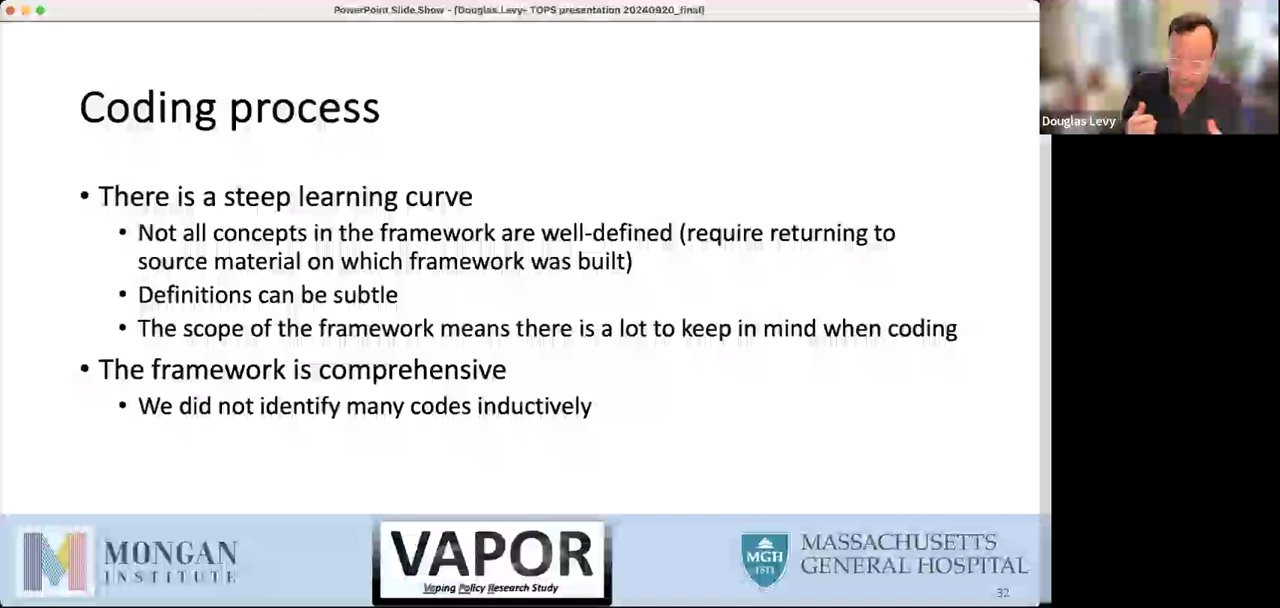 PowerPoint Slide Show - [Douglas Levy- TOPS presentation 20240920_final]
Douglas Levy
Coding process
• There is a steep learning curve
• Not all concepts in the framework are well-defined (require returning to
source material on which framework was built)
• Definitions can be subtle
• The scope of the framework means there is a lot to keep in mind when coding
• The framework is comprehensive
• We did not identify many codes inductively
MONGAN
INSTITUTE
VAPOR
Vaping Policy Research Study
MGH
1811
MASSACHUSETTS
GENERAL HOSPITAL
32